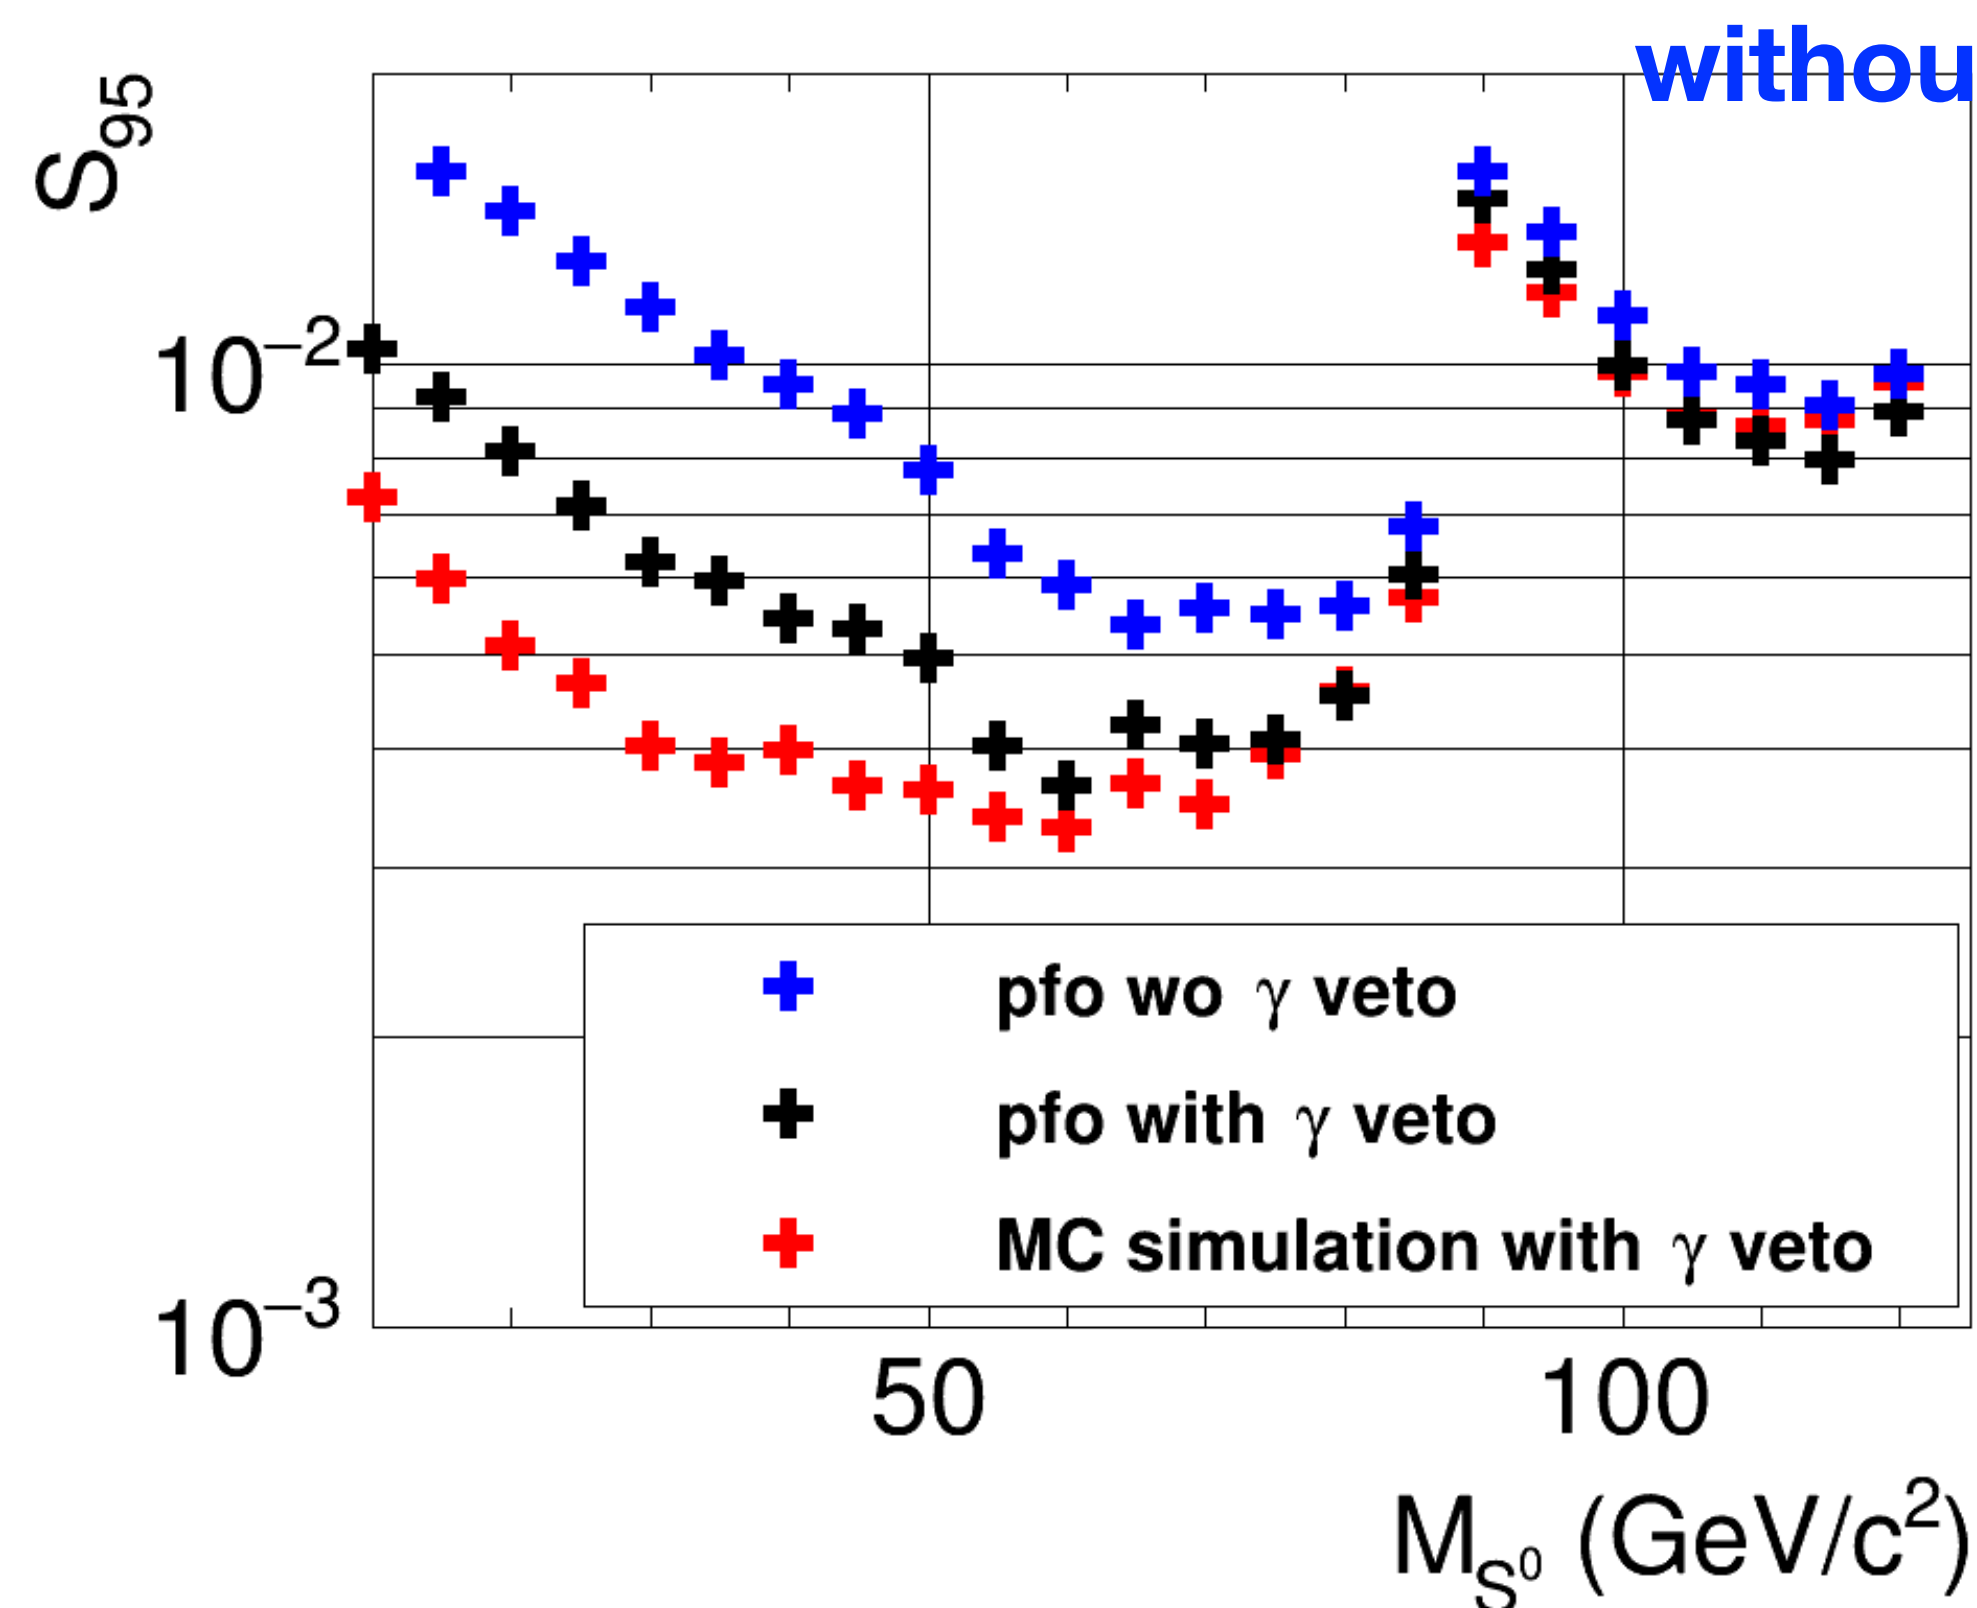 withou
S95
10−2
pfo wo γ veto
pfo with γ veto
MC simulation with γ veto
10−3
50 100
MS0 (GeV/c2)